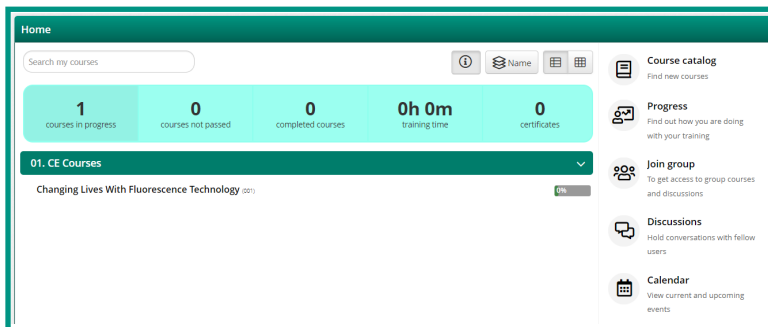 Home
Search my courses
Name
1
courses in progress
0
courses not passed
0
completed courses
0h 0m
training time
0
certificates
01. CE Courses
Changing Lives With Fluorescence Technology (001)
0%
Course catalog
Find new courses
Progress
Find out how you are doing
with your training
Join group
To get access to group courses
and discussions
Discussions
Hold conversations with fellow
users
Calendar
View current and upcoming
events